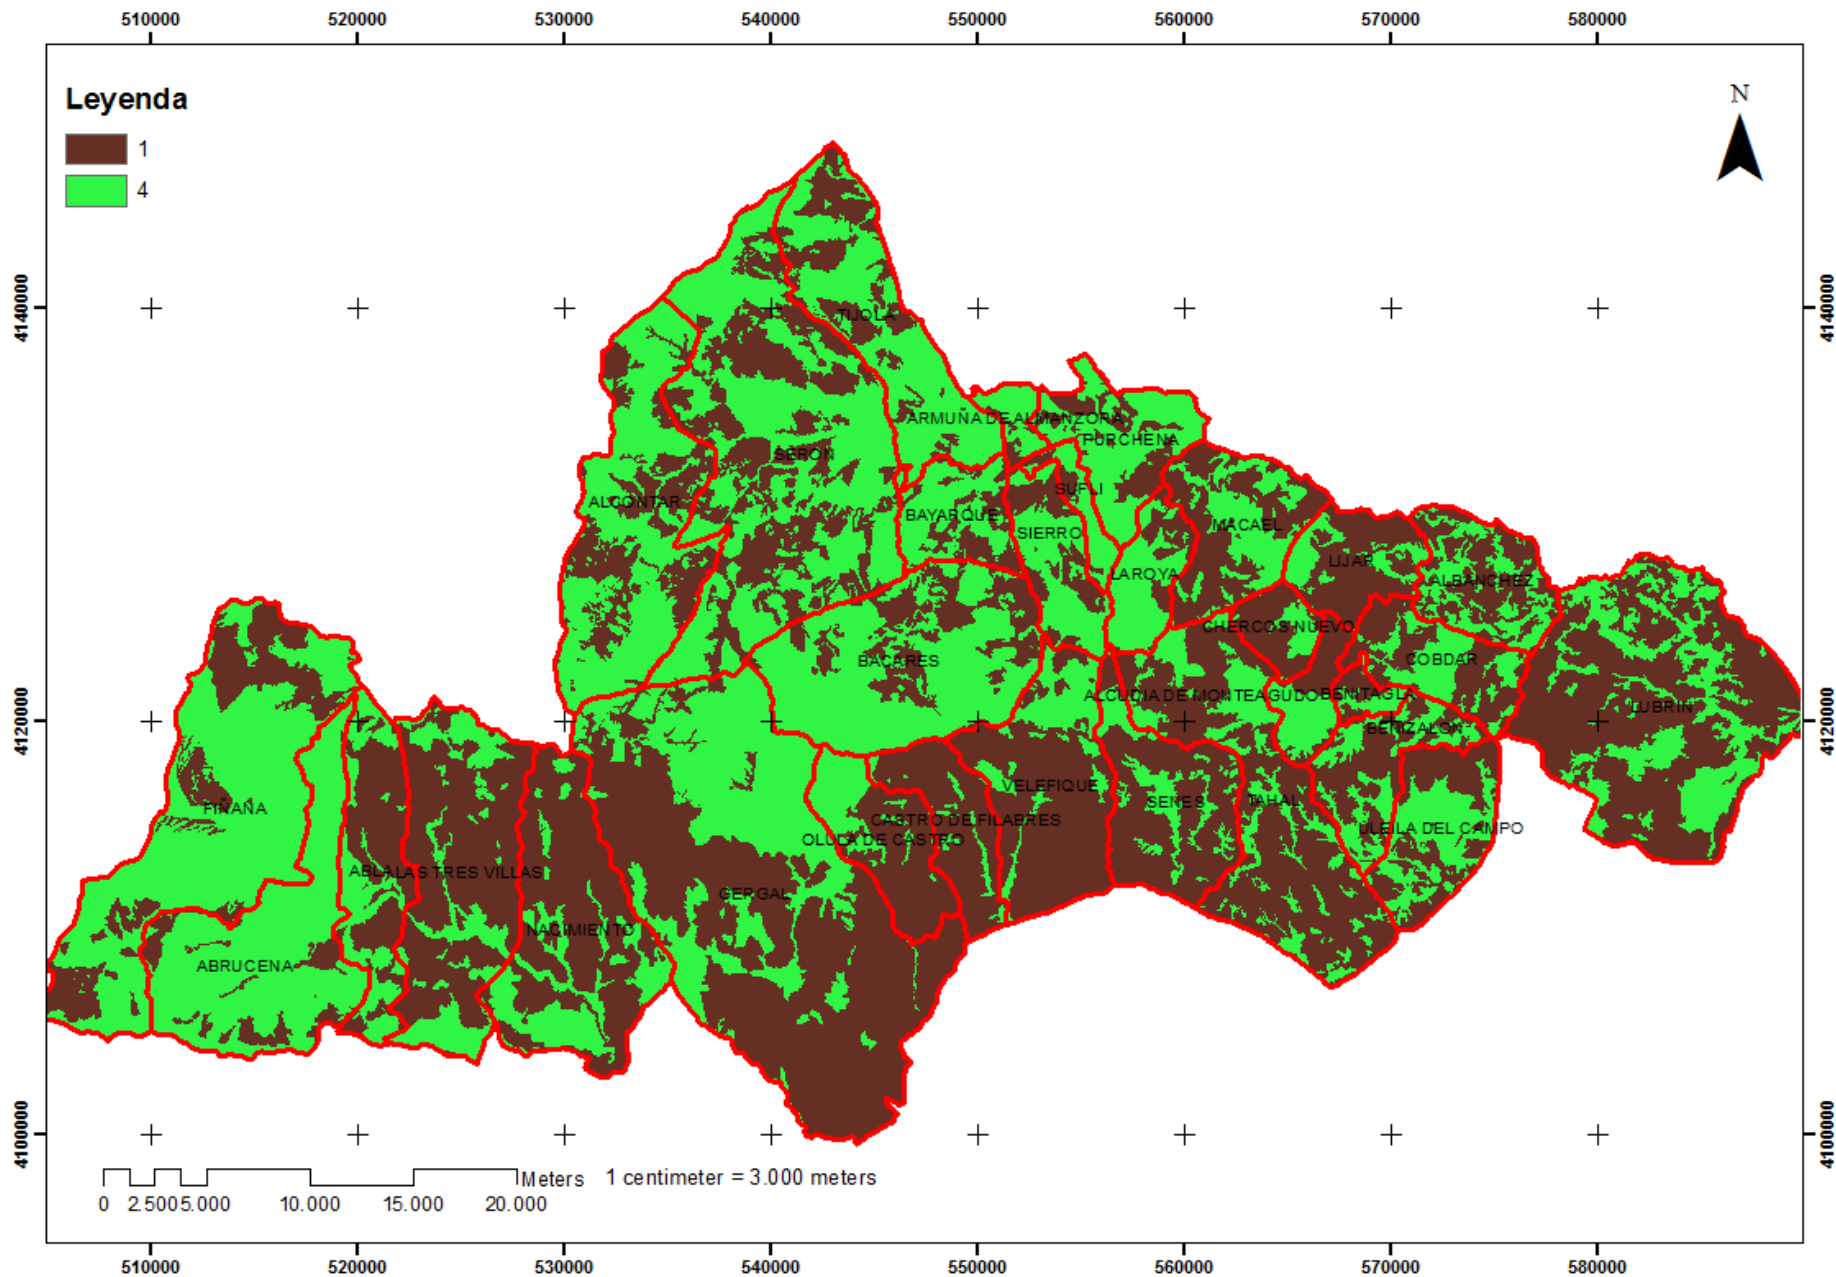 510000 520000 530000 540000 550000 560000 570000 580000
Leyenda
N
1
4
4140000 4140000
TIJOLA
ARMUÑA DE ALMANZORA
PURCHENA
SERON
SUFLI
ALCONTAR
BAYARQUE
MACAEL
SIERRO
LIJAR
LAROYA
ALBANCHEZ
CHERCOS NUEVO
BACARES
COBDAR
ALCUDIA DE MONTEAGUDO
BENITAGLA
LUBRIN
4120000 4120000
BENIZALON
VELEFIQUE
SENES
TAHAL
FIÑANA
CASTRO DE FILABRES
ULEILA DEL CAMPO
OLULA DE CASTRO
ABLA
LAS TRES VILLAS
GERGAL
NACIMIENTO
ABRUCENA
4100000 4100000
Meters
1 centimeter = 3.000 meters
0 2.500 5.000 10.000 15.000 20.000
510000 520000 530000 540000 550000 560000 570000 580000